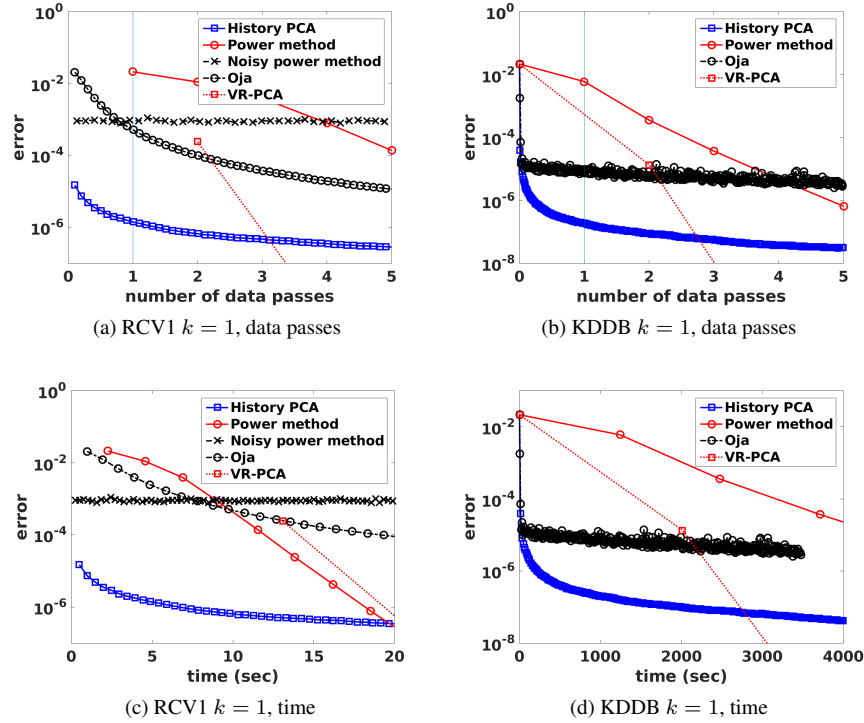 10^0
10^-2
10^-4
10^-6
error
0 1 2 3 4 5
number of data passes
History PCA
Power method
Noisy power method
Oja
VR-PCA
(a) RCV1 k = 1, data passes
10^0
10^-2
10^-4
10^-6
10^-8
error
0 1 2 3 4 5
number of data passes
History PCA
Power method
Oja
VR-PCA
(b) KDDB k = 1, data passes
10^0
10^-2
10^-4
10^-6
error
0 5 10 15 20
time (sec)
History PCA
Power method
Noisy power method
Oja
VR-PCA
(c) RCV1 k = 1, time
10^0
10^-2
10^-4
10^-6
10^-8
error
0 1000 2000 3000 4000
time (sec)
History PCA
Power method
Oja
VR-PCA
(d) KDDB k = 1, time